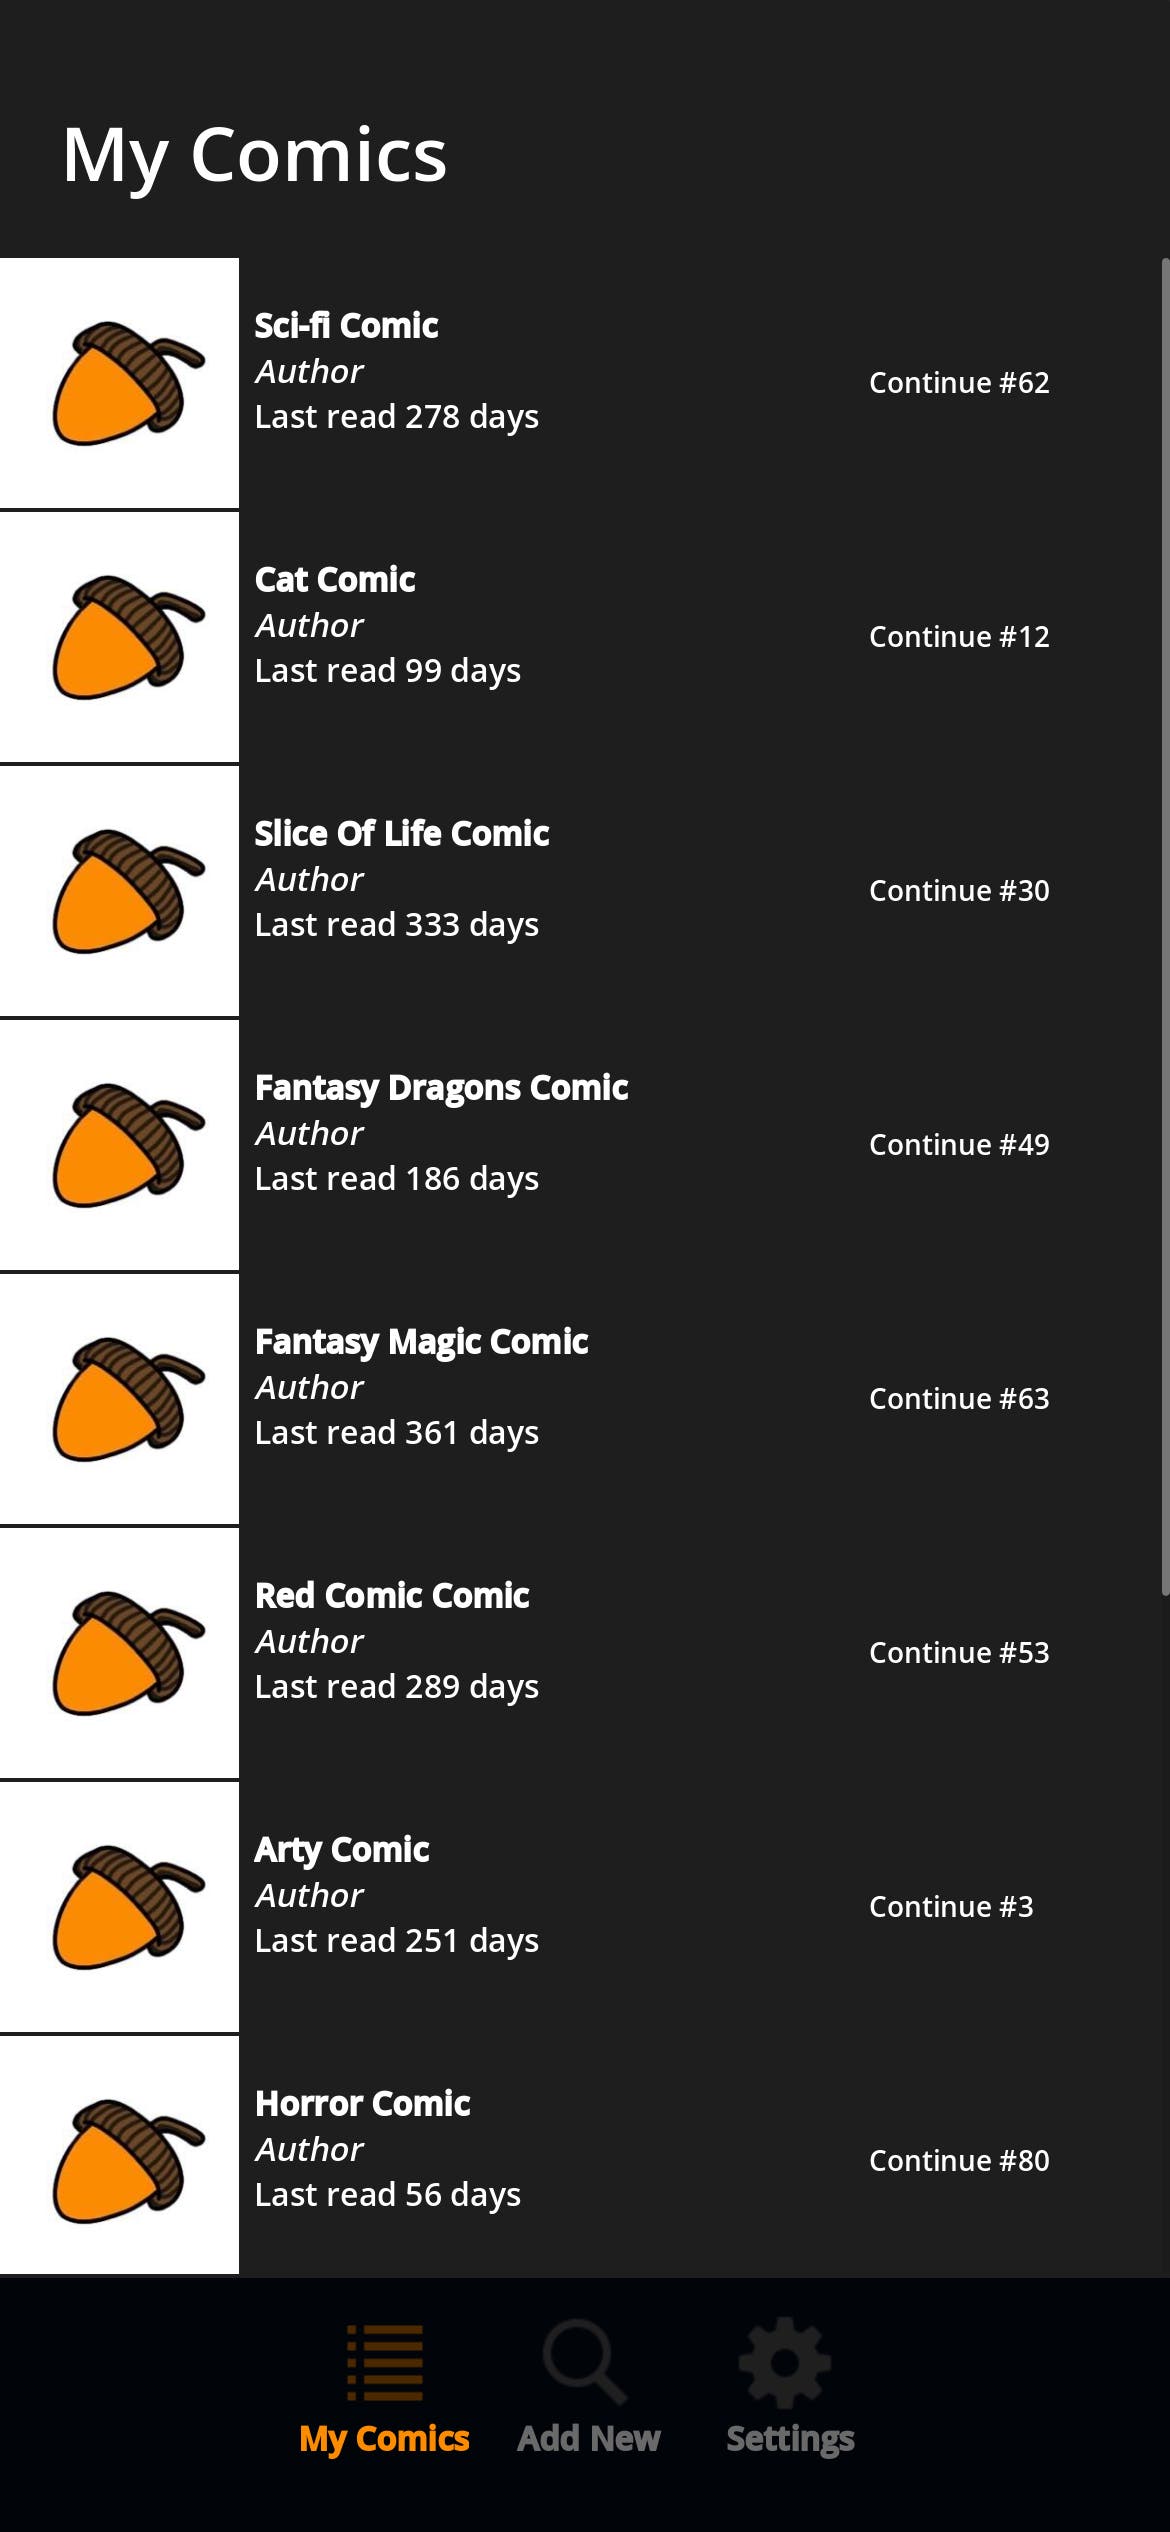 My Comics
Sci-fi Comic
Author
Last read 278 days
Continue #62
Cat Comic
Author
Last read 99 days
Continue #12
Slice Of Life Comic
Author
Last read 333 days
Continue #30
Fantasy Dragons Comic
Author
Last read 186 days
Continue #49
Fantasy Magic Comic
Author
Last read 361 days
Continue #63
Red Comic Comic
Author
Last read 289 days
Continue #53
Arty Comic
Author
Last read 251 days
Continue #3
Horror Comic
Author
Last read 56 days
Continue #80
My Comics
Add New
Settings